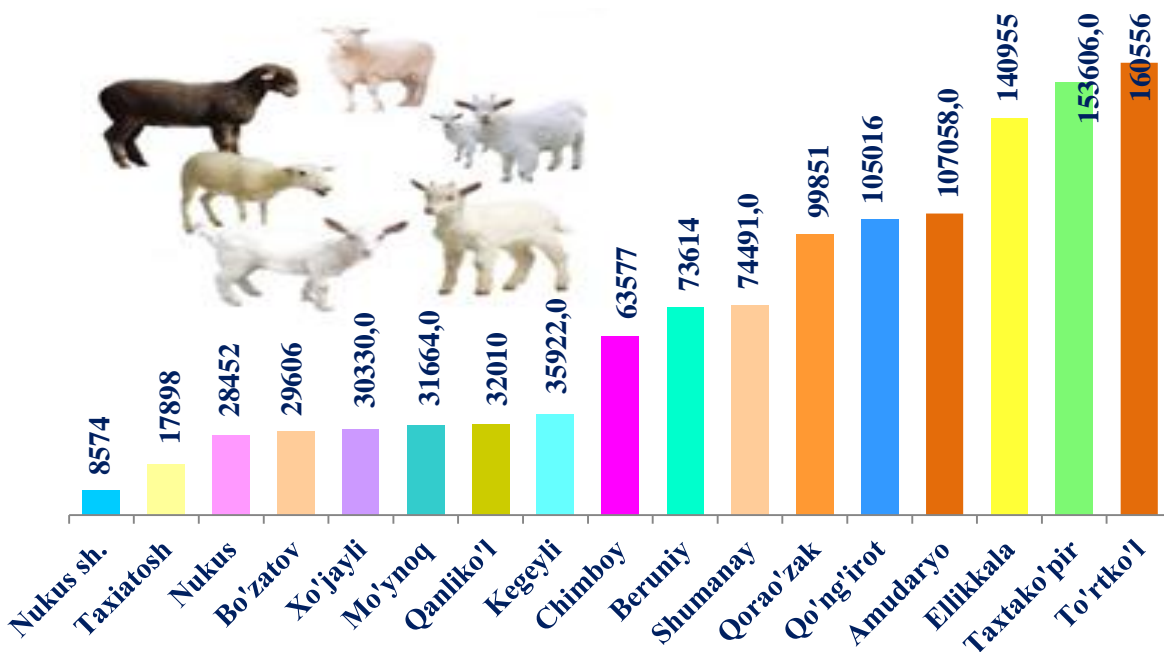 8574
17898
28452
29606
30330,0
31664,0
32010
35922,0
63577
73614
74491,0
99851
105016
107058,0
140955
153606,0
160556
Nukus sh.
Taxiatosh
Nukus
Bo'zatov
Xo'jayli
Mo'ynoq
Qanliko'l
Kegeyli
Chimboy
Beruniy
Shumanay
Qorao'zak
Qo'ng'irot
Amudaryo
Ellikkala
Taxtako'pir
To'rtko'l